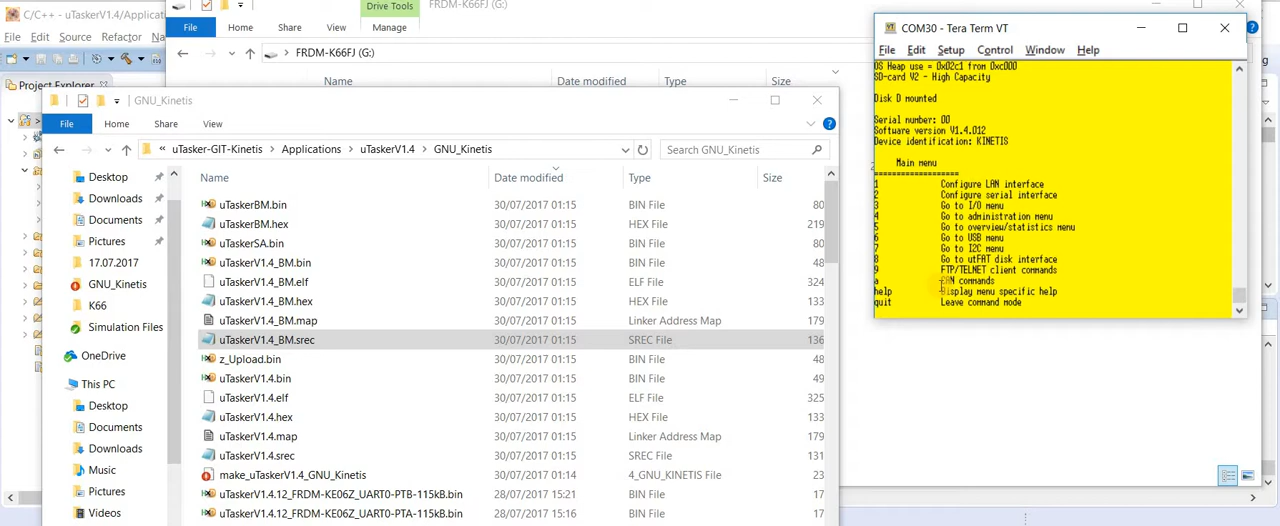 C/C++ - uTaskerV1.4/Applica
File Edit Source Refactor
Project Explorer
Drive Tools
FRDM-K66FJ (G:)
File Home Share View Manage
FRDM-K66FJ (G:)
Name Date modified Type Size
GNU_Kinetis
File Home Share View
« uTasker-GIT-Kinetis > Applications > uTaskerV1.4 > GNU_Kinetis
Search GNU_Kinetis
Desktop
Downloads
Documents
Pictures
17.07.2017
GNU_Kinetis
K66
Simulation Files
OneDrive
This PC
Desktop
Documents
Downloads
Music
Pictures
Videos
Name Date modified Type Size
uTaskerBM.bin 30/07/2017 01:15 BIN File 80
uTaskerBM.hex 30/07/2017 01:15 HEX File 219
uTaskerSA.bin 30/07/2017 01:15 BIN File 80
uTaskerV1.4_BM.bin 30/07/2017 01:15 BIN File 48
uTaskerV1.4_BM.elf 30/07/2017 01:15 ELF File 324
uTaskerV1.4_BM.hex 30/07/2017 01:15 HEX File 133
uTaskerV1.4_BM.map 30/07/2017 01:15 Linker Address Map 179
uTaskerV1.4_BM.srec 30/07/2017 01:15 SREC File 136
z_Upload.bin 30/07/2017 01:15 BIN File 48
uTaskerV1.4.bin 30/07/2017 01:15 BIN File 49
uTaskerV1.4.elf 30/07/2017 01:15 ELF File 325
uTaskerV1.4.hex 30/07/2017 01:15 HEX File 133
uTaskerV1.4.map 30/07/2017 01:15 Linker Address Map 179
uTaskerV1.4.srec 30/07/2017 01:15 SREC File 131
make_uTaskerV1.4_GNU_Kinetis 30/07/2017 01:14 4_GNU_KINETIS File 23
uTaskerV1.4.12_FRDM-KE06Z_UART0-PTB-115kB.bin 28/07/2017 15:21 BIN File 17
uTaskerV1.4.12_FRDM-KE06Z_UART0-PTA-115kB.bin 28/07/2017 15:16 BIN File 17
COM30 - Tera Term VT
File Edit Setup Control Window Help
OS Heap use = 0x02c1 from 0xc000
SD-card V2 - High Capacity
Disk D mounted
Serial number: 00
Software version V1.4.012
Device identification: KINETIS
Main menu
===================
1 Configure LAN interface
2 Configure serial interface
3 Go to I/O menu
4 Go to administration menu
5 Go to overview/statistics menu
6 Go to USB menu
7 Go to I2C menu
8 Go to utFAT disk interface
9 FTP/TELNET client commands
a CAN commands
help Display menu specific help
quit Leave command mode